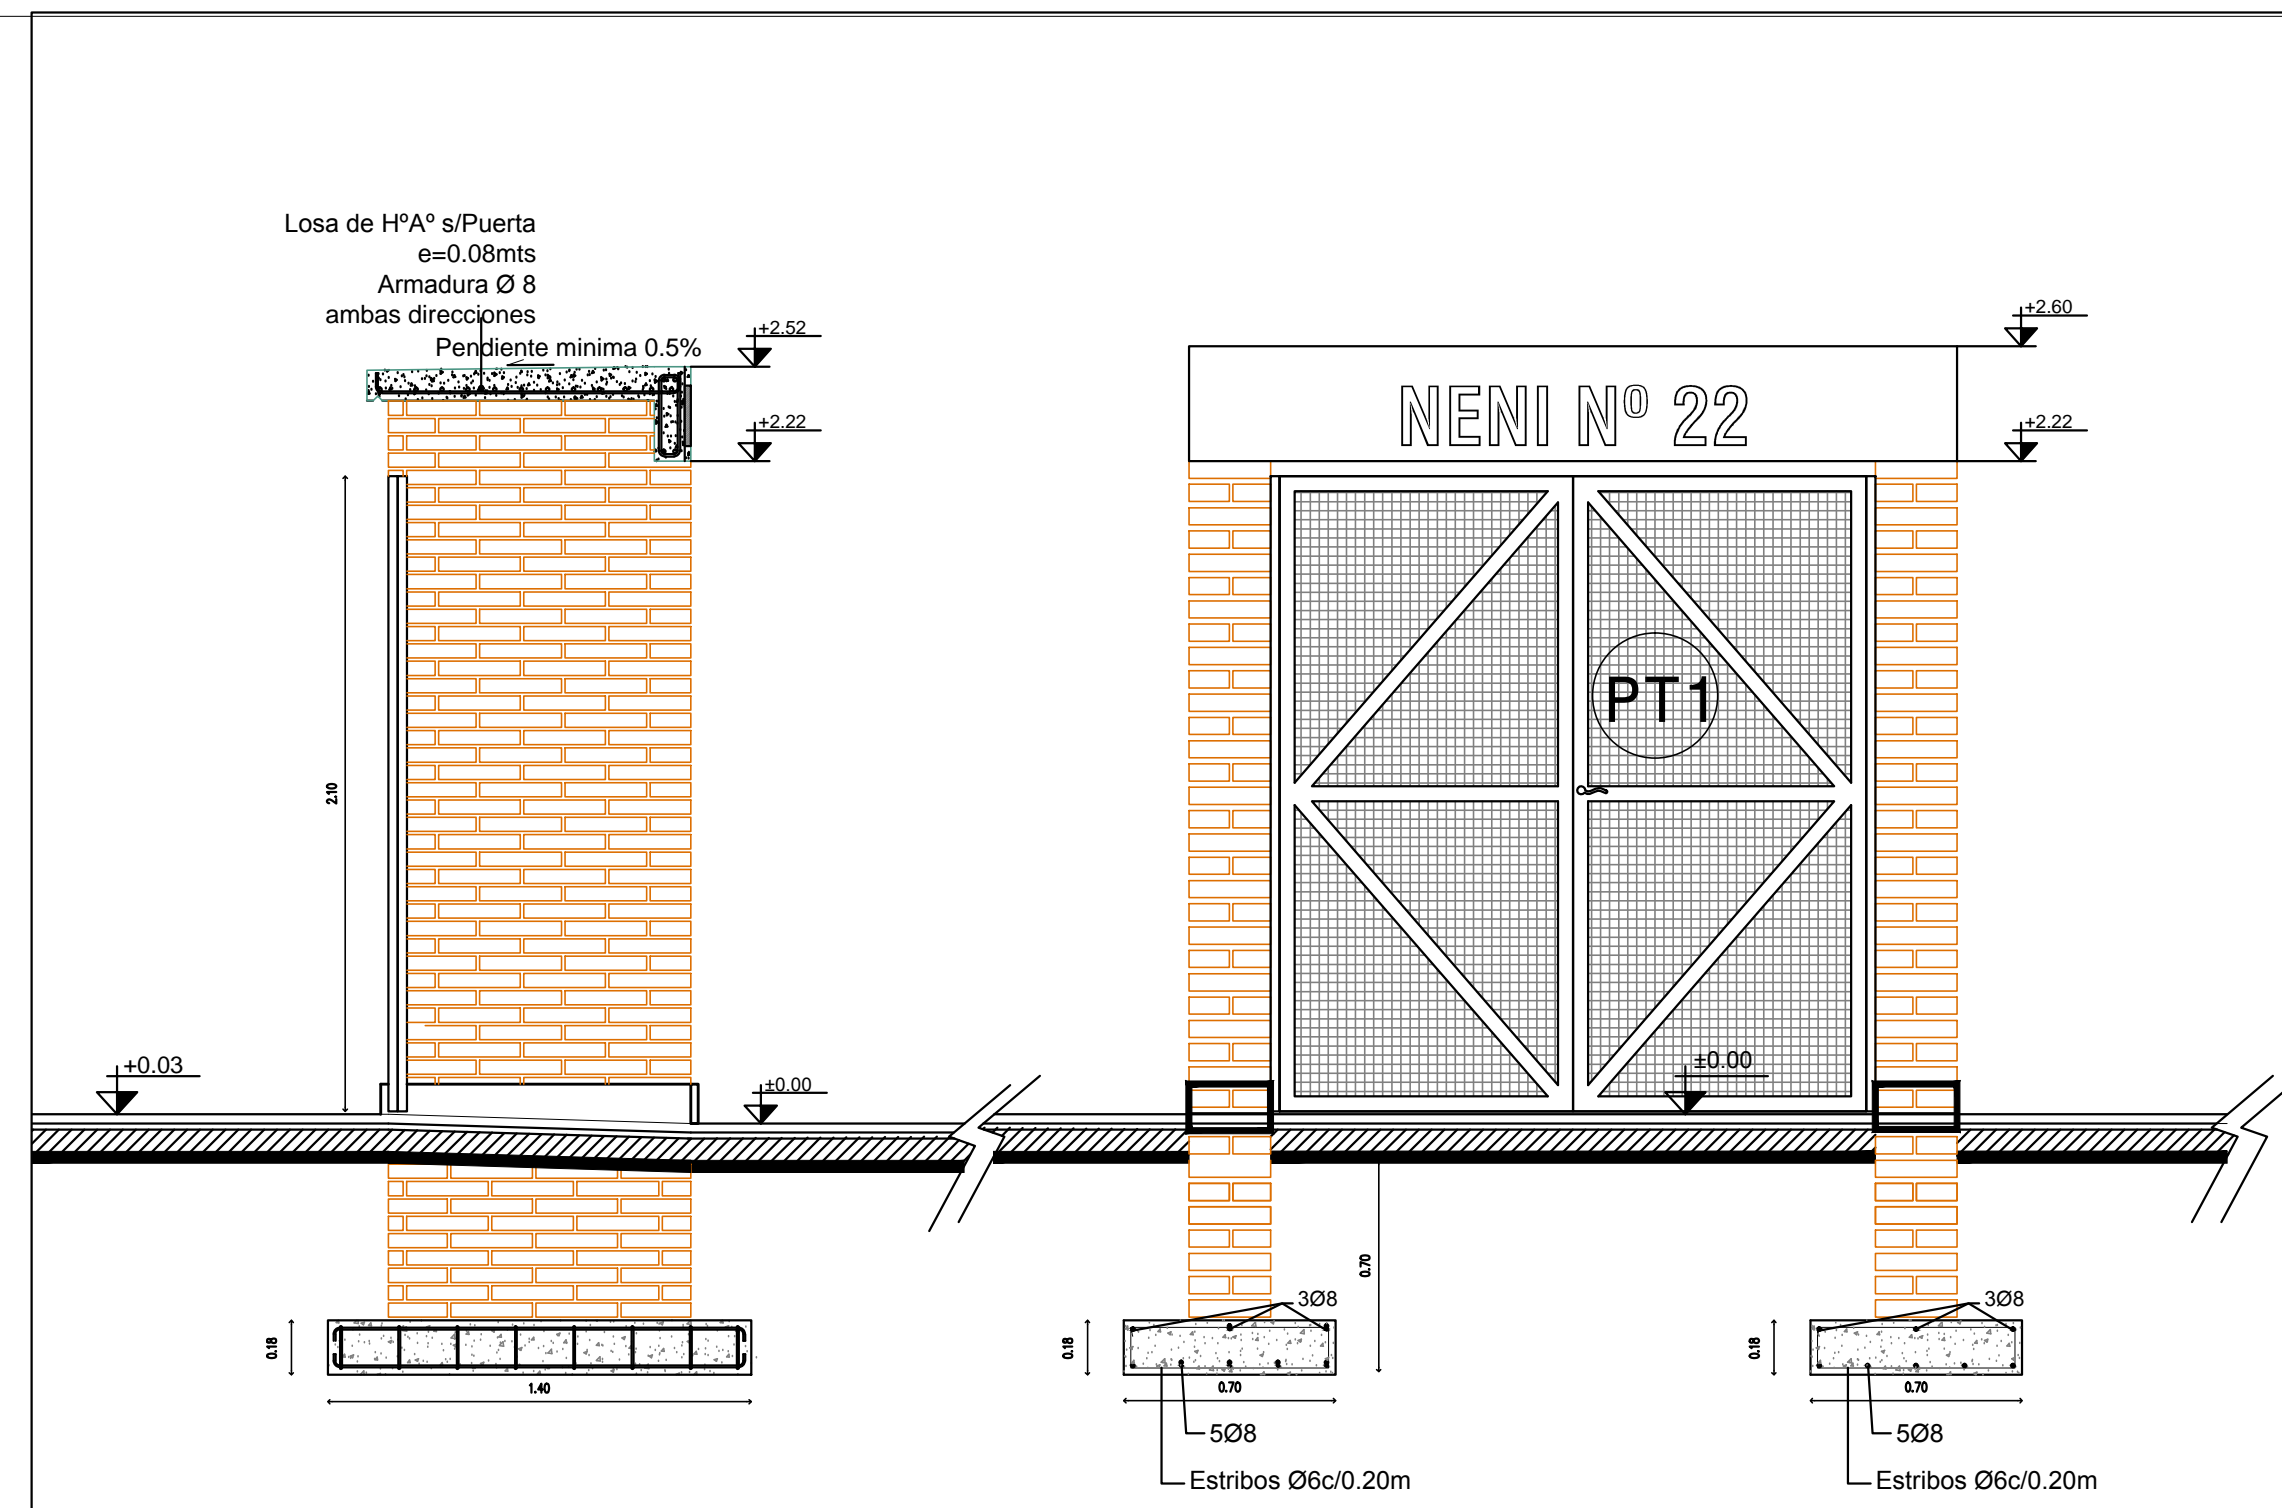 Losa de HºAº s/Puerta
e=0.08mts
Armadura Ø 8
ambas direcciones
Pendiente minima 0.5%
+2.52
+2.22
2.10
+0.03
±0.00
0.18
1.40
+2.60
+2.22
NENI Nº 22
PT1
±0.00
0.70
3Ø8
0.18
0.70
5Ø8
Estribos Ø6c/0.20m
3Ø8
0.18
0.70
5Ø8
Estribos Ø6c/0.20m